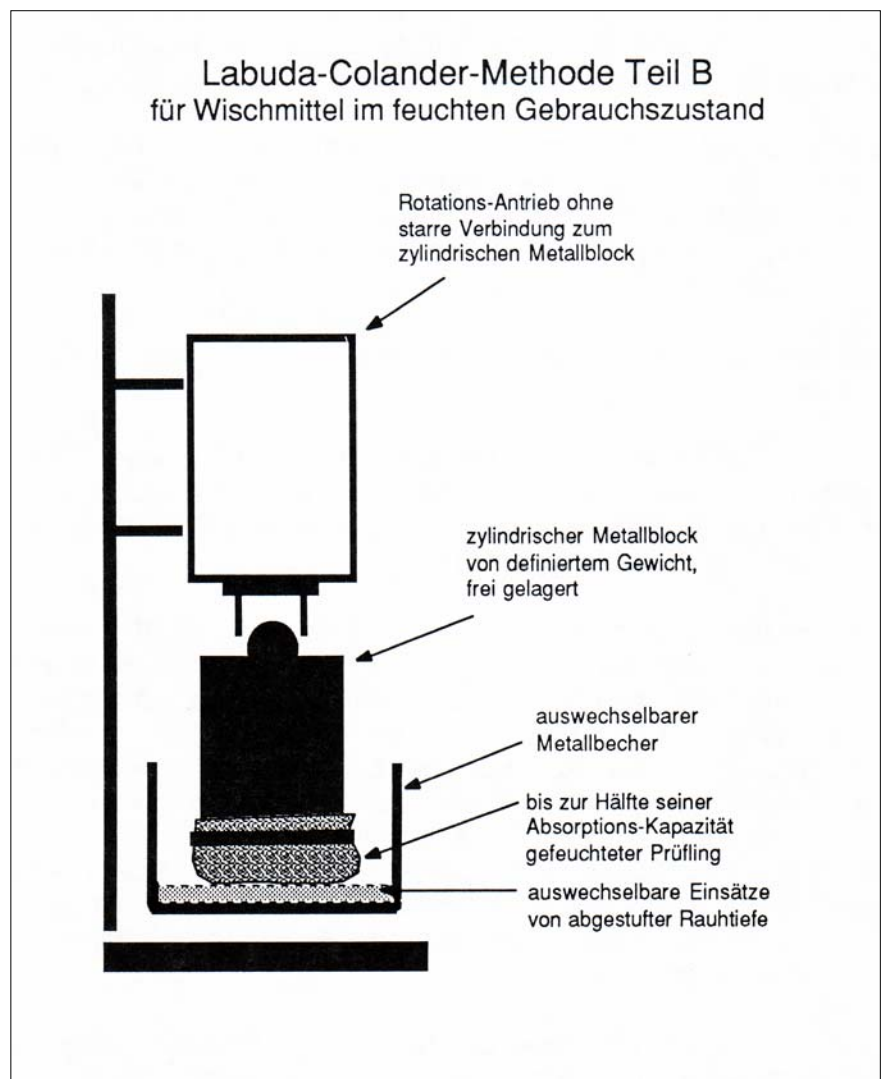 Labuda-Colander-Methode Teil B
für Wischmittel im feuchten Gebrauchszustand
Rotations-Antrieb ohne
starre Verbindung zum
zylindrischen Metallblock
zylindrischer Metallblock
von definiertem Gewicht,
frei gelagert
auswechselbarer
Metallbecher
bis zur Hälfte seiner
Absorptions-Kapazität
gefeuchteter Prüfling
auswechselbare Einsätze
von abgestufter Rauhtiefe